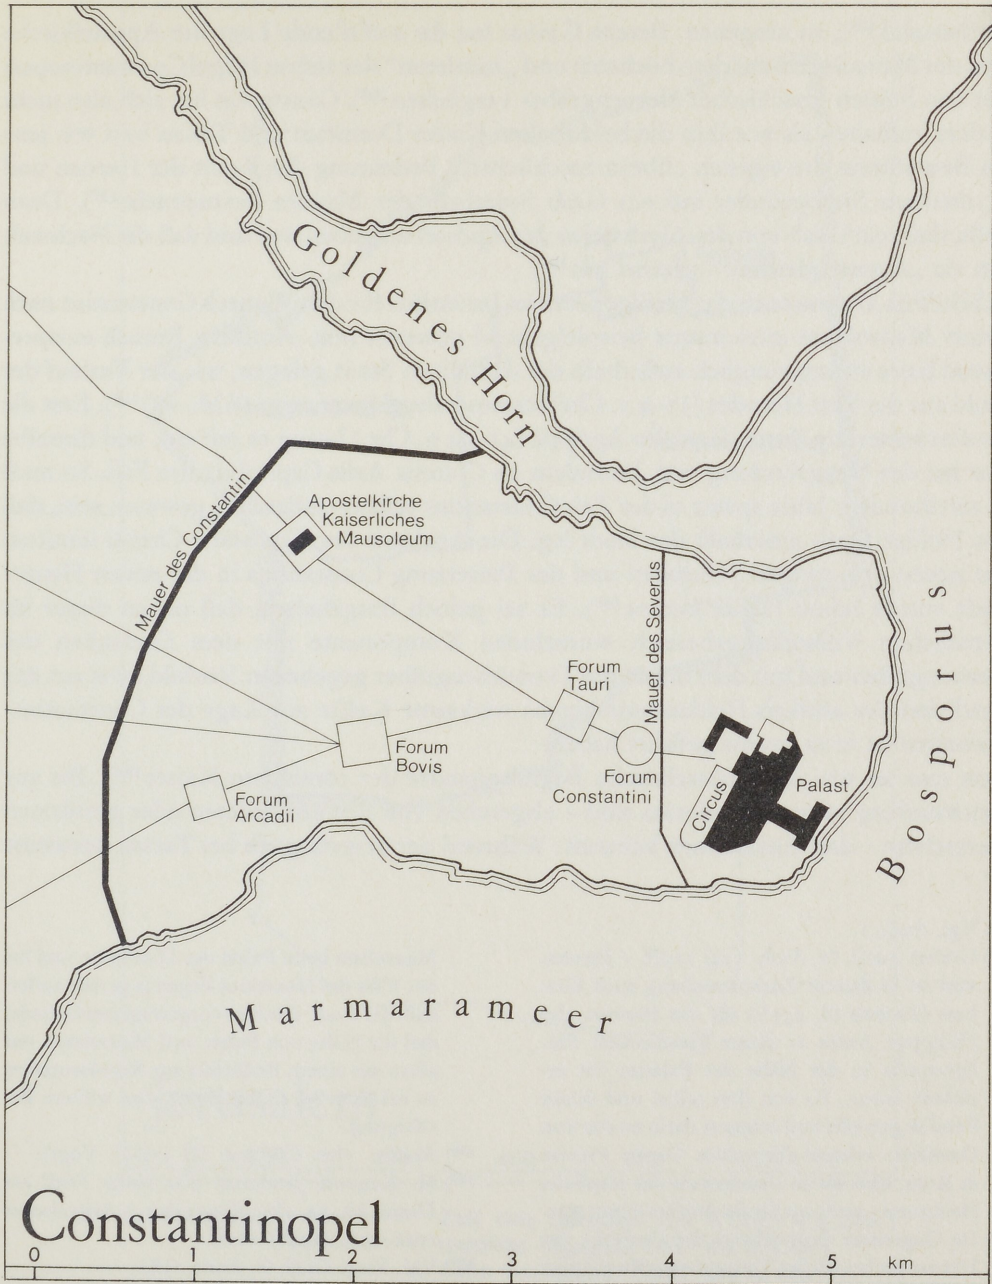 Goldenes Horn
Mauer des Constantin
Apostelkirche
Kaiserliches
Mausoleum
Mauer des Severus
Bosporus
Forum
Tauri
Forum
Bovis
Forum
Constantini
Circus
Palast
Forum
Arcadii
Marmarameer
Constantinopel
0 1 2 3 4 5 km